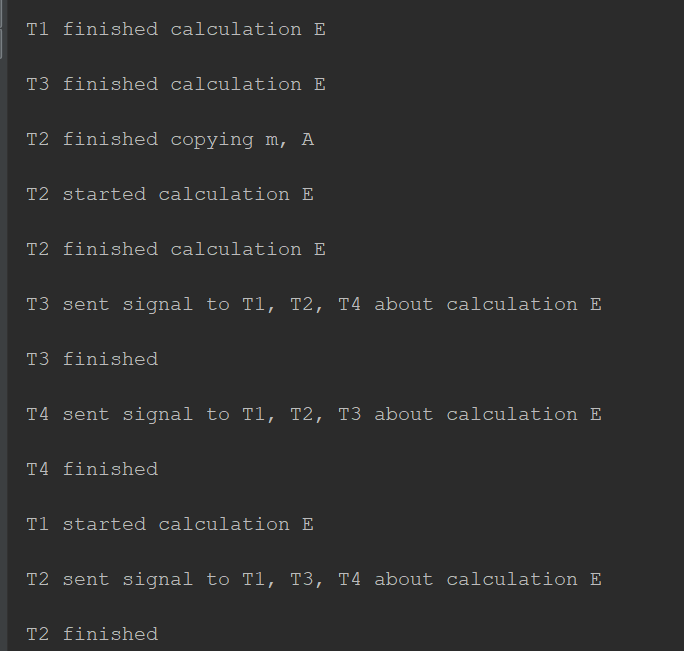 T1 finished calculation E
T3 finished calculation E
T2 finished copying m, A
T2 started calculation E
T2 finished calculation E
T3 sent signal to T1, T2, T4 about calculation E
T3 finished
T4 sent signal to T1, T2, T3 about calculation E
T4 finished
T1 started calculation E
T2 sent signal to T1, T3, T4 about calculation E
T2 finished